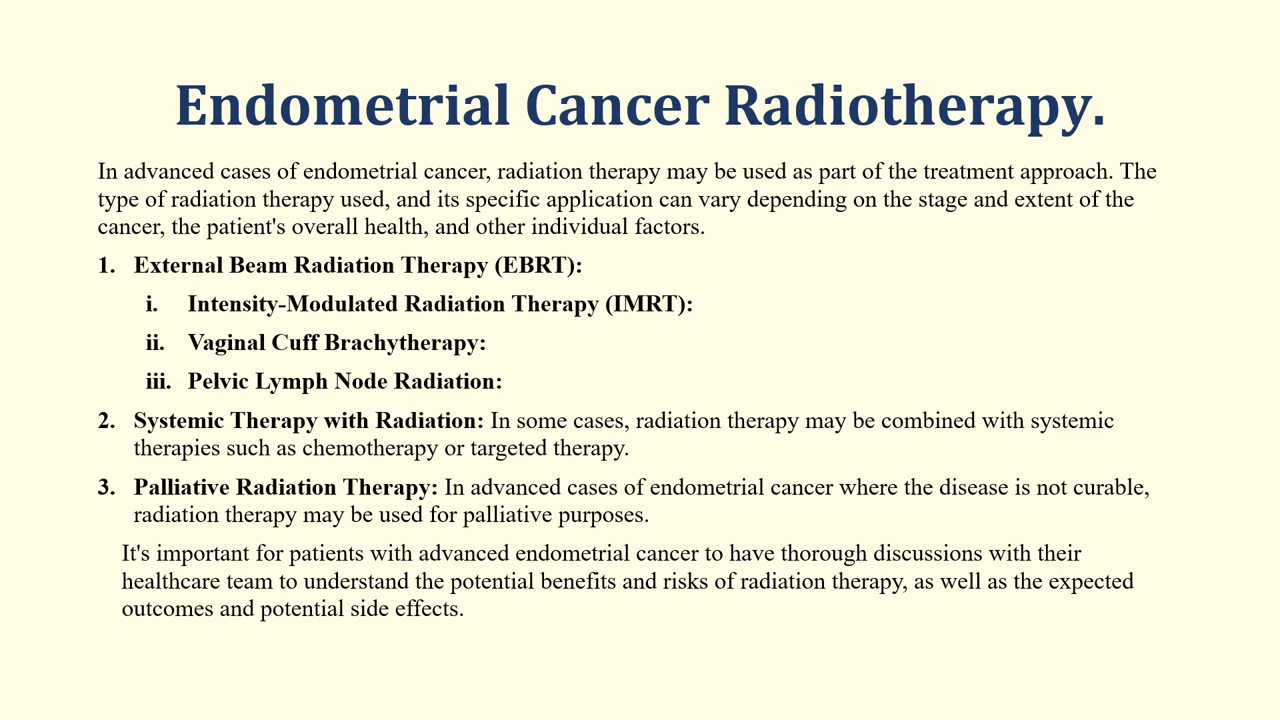 Endometrial Cancer Radiotherapy.
In advanced cases of endometrial cancer, radiation therapy may be used as part of the treatment approach. The
type of radiation therapy used, and its specific application can vary depending on the stage and extent of the
cancer, the patient's overall health, and other individual factors.
1. External Beam Radiation Therapy (EBRT):
i. Intensity-Modulated Radiation Therapy (IMRT):
ii. Vaginal Cuff Brachytherapy:
iii. Pelvic Lymph Node Radiation:
2. Systemic Therapy with Radiation: In some cases, radiation therapy may be combined with systemic
therapies such as chemotherapy or targeted therapy.
3. Palliative Radiation Therapy: In advanced cases of endometrial cancer where the disease is not curable,
radiation therapy may be used for palliative purposes.
It's important for patients with advanced endometrial cancer to have thorough discussions with their
healthcare team to understand the potential benefits and risks of radiation therapy, as well as the expected
outcomes and potential side effects.